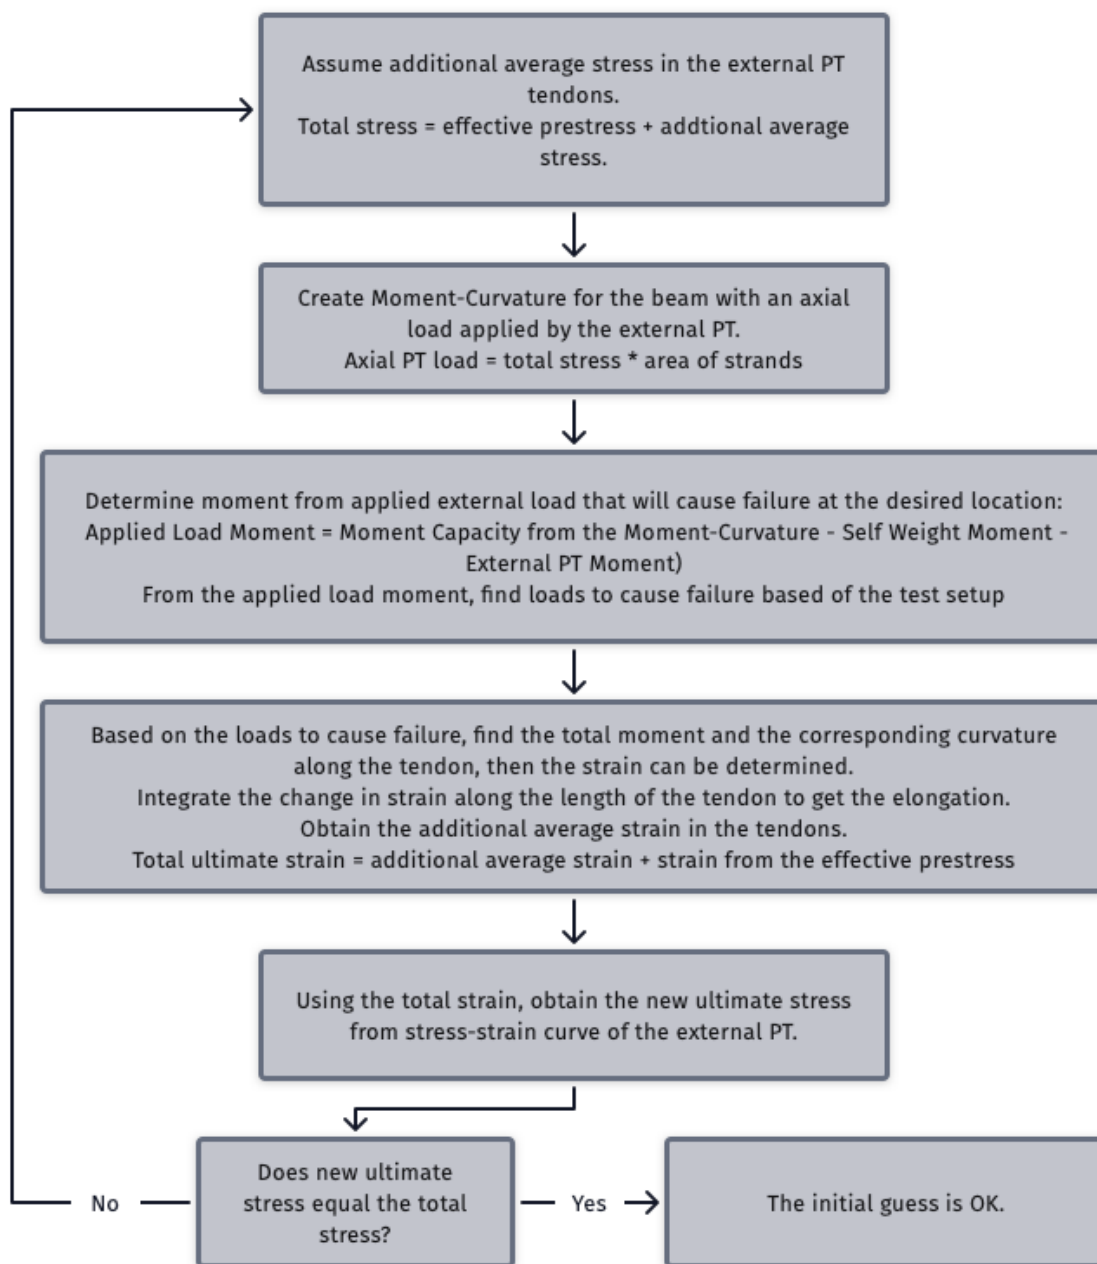 Assume additional average stress in the external PT
tendons.
Total stress = effective prestress + addtional average
stress.
Create Moment-Curvature for the beam with an axial
load applied by the external PT.
Axial PT load = total stress * area of strands
Determine moment from applied external load that will cause failure at the desired location:
Applied Load Moment = Moment Capacity from the Moment-Curvature - Self Weight Moment -
External PT Moment)
From the applied load moment, find loads to cause failure based of the test setup
Based on the loads to cause failure, find the total moment and the corresponding curvature
along the tendon, then the strain can be determined.
Integrate the change in strain along the length of the tendon to get the elongation.
Obtain the additional average strain in the tendons.
Total ultimate strain = additional average strain + strain from the effective prestress
Using the total strain, obtain the new ultimate stress
from stress-strain curve of the external PT.
Does new ultimate
stress equal the total
stress?
No
Yes
The initial guess is OK.